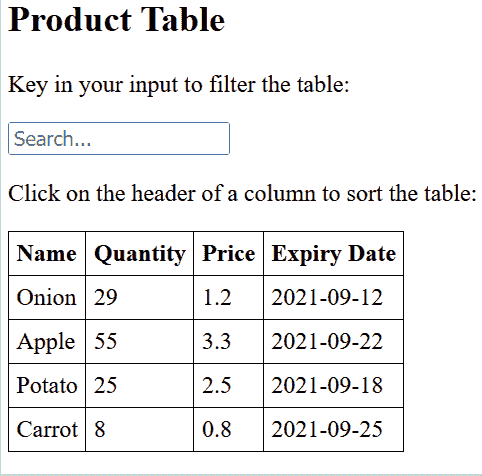 Product Table
Key in your input to filter the table:
Search...
Click on the header of a column to sort the table:
Name Quantity Price Expiry Date
Onion 29 1.2 2021-09-12
Apple 55 3.3 2021-09-22
Potato 25 2.5 2021-09-18
Carrot 8 0.8 2021-09-25